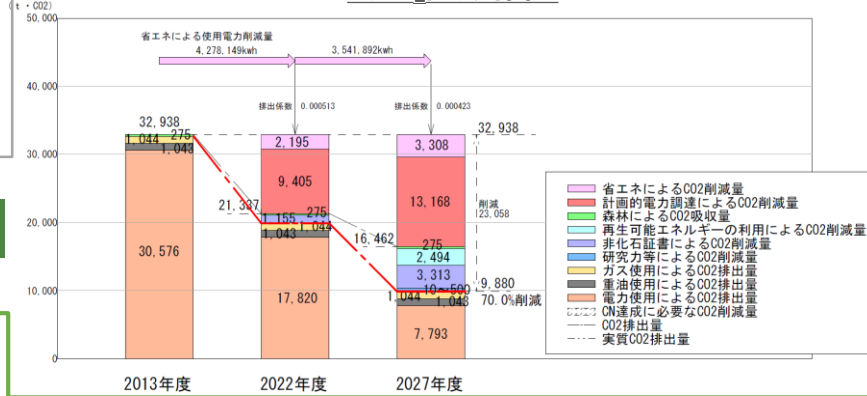 (t・CO2)
50,000
40,000
30,000
20,000
10,000
0
省エネによる使用電力削減量
4,278,149kwh
3,541,892kwh
排出係数 0.000513
排出係数 0.000423
32,938
275
1,044
1,043
30,576
2013年度
2,195
9,405
21,337
275
1,155
1,044
1,043
17,820
2022年度
3,308
13,168
16,462
275
2,494
3,313
10~500
1,044
1,043
7,793
2027年度
32,938
削減
23,058
9,880
70.0%削減
省エネによるCO2削減量
計画的電力調達によるCO2削減量
森林によるCO2吸収量
再生可能エネルギーの利用によるCO2削減量
非化石証書によるCO2削減量
研究力等によるCO2削減量
ガス使用によるCO2排出量
重油使用によるCO2排出量
電力使用によるCO2排出量
CN達成に必要なCO2削減量
CO2排出量
実質CO2排出量